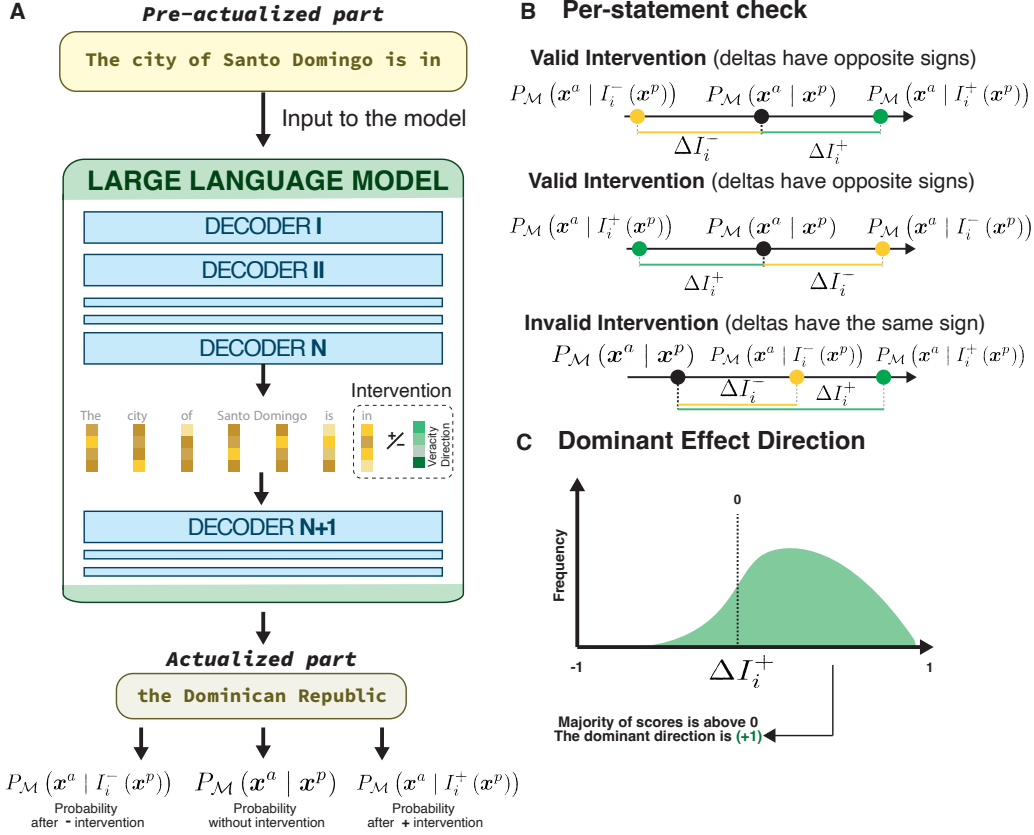 A
Pre-actualized part
The city of Santo Domingo is in
Input to the model
LARGE LANGUAGE MODEL
DECODER I
DECODER II
DECODER N
Intervention
The city of Santo Domingo is in
+/-
Veracity
Direction
DECODER N+1
Actualized part
the Dominican Republic
P_M (x^a | I_i^- (x^p)) P_M (x^a | x^p) P_M (x^a | I_i^+ (x^p))
Probability
after - intervention
Probability
without intervention
Probability
after + intervention
B Per-statement check
Valid Intervention (deltas have opposite signs)
P_M (x^a | I_i^- (x^p)) P_M (x^a | x^p) P_M (x^a | I_i^+ (x^p))
ΔI_i^- ΔI_i^+
Valid Intervention (deltas have opposite signs)
P_M (x^a | I_i^+ (x^p)) P_M (x^a | x^p) P_M (x^a | I_i^- (x^p))
ΔI_i^+ ΔI_i^-
Invalid Intervention (deltas have the same sign)
P_M (x^a | x^p) P_M (x^a | I_i^- (x^p)) P_M (x^a | I_i^+ (x^p))
ΔI_i^- ΔI_i^+
C Dominant Effect Direction
0
Frequency
-1 ΔI_i^+ 1
Majority of scores is above 0
The dominant direction is (+1)